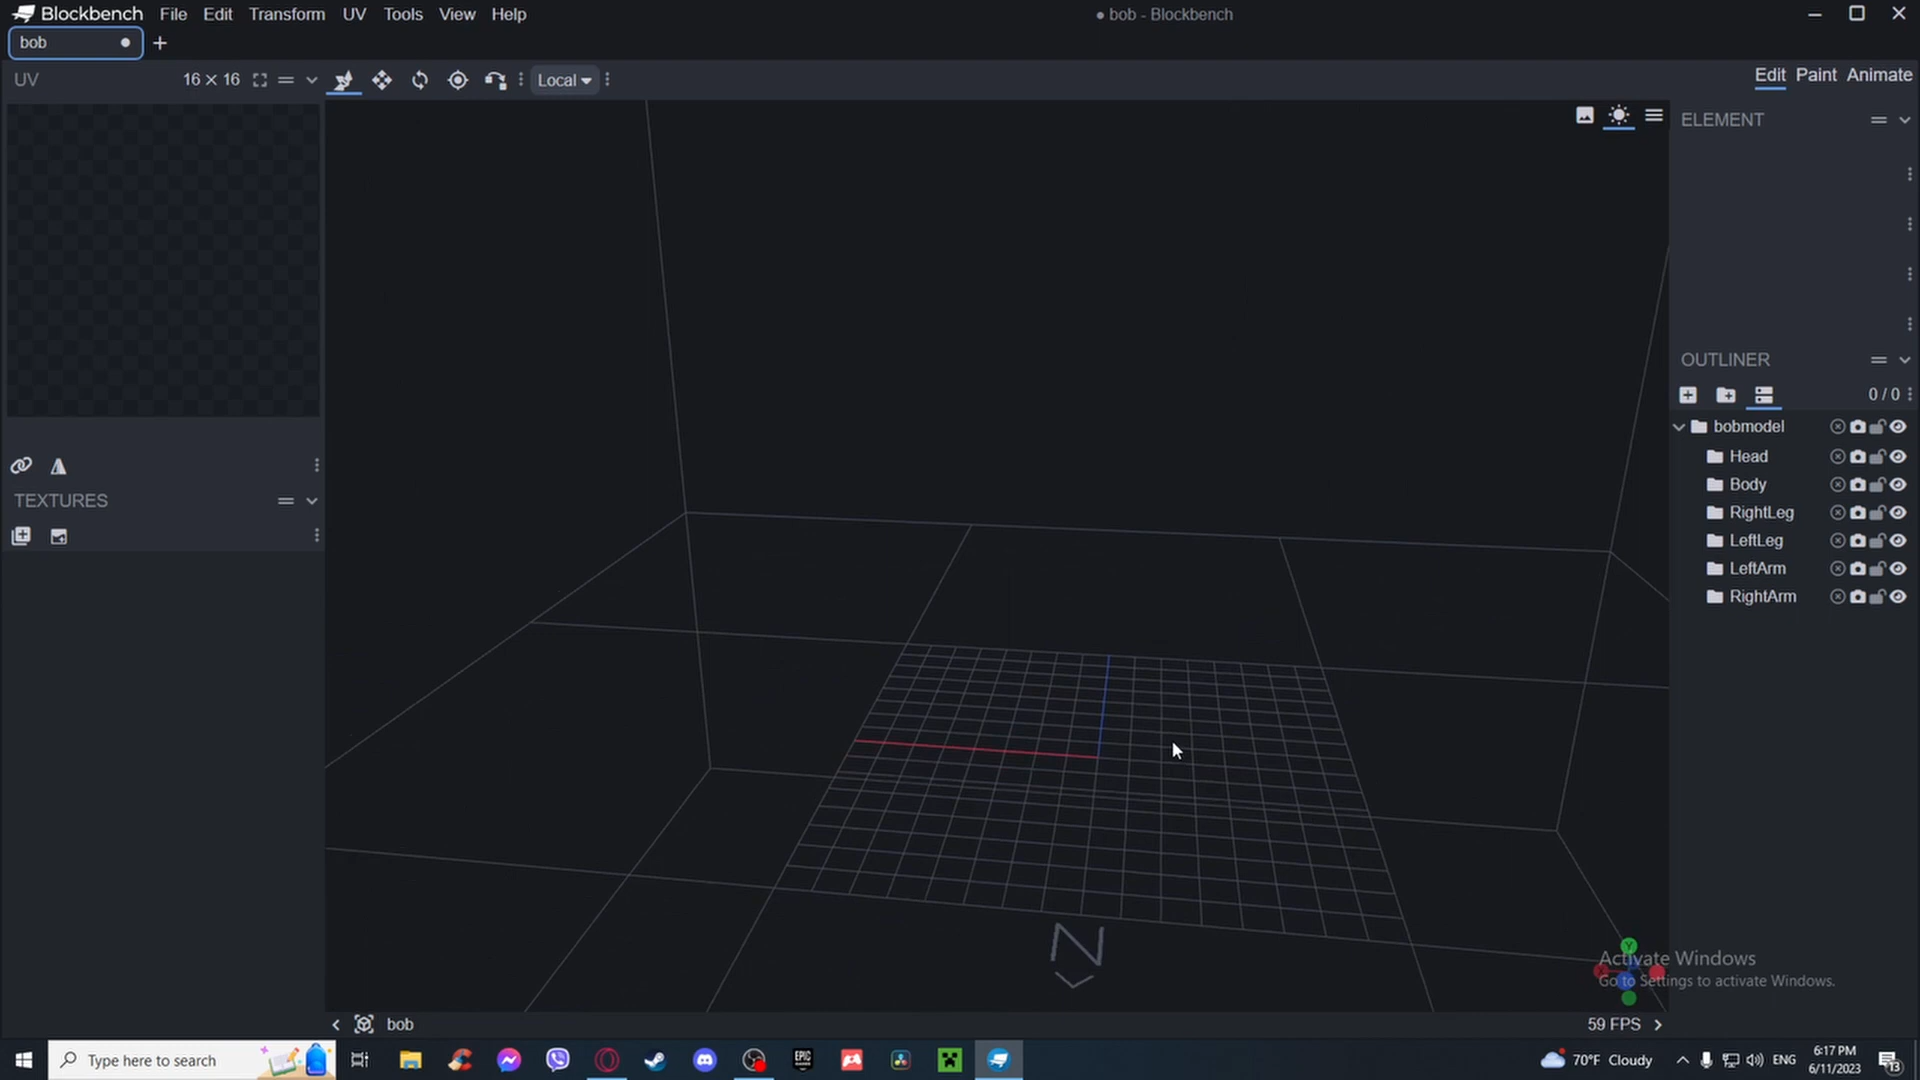 Blockbench File Edit Transform UV Tools View Help
● bob - Blockbench
bob
UV 16 × 16
Local
Edit Paint Animate
ELEMENT
OUTLINER
0 / 0
bobmodel
Head
Body
RightLeg
LeftLeg
LeftArm
RightArm
TEXTURES
N
Y
Activate Windows
Go to Settings to activate Windows.
bob
59 FPS
Type here to search
EPIC
70°F Cloudy
ENG
6:17 PM
6/11/2023
13